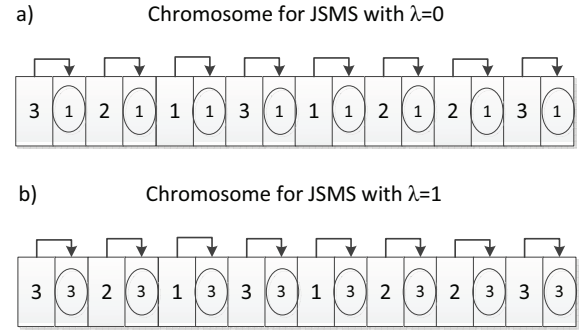 a) Chromosome for JSMS with λ=0
3 1 2 1 1 1 3 1 1 1 2 1 2 1 3 1
b) Chromosome for JSMS with λ=1
3 3 2 3 1 3 3 3 1 3 2 3 2 3 3 3